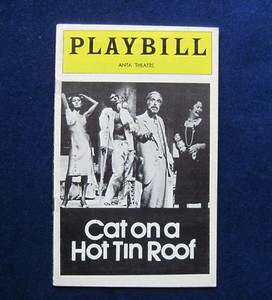 PLAYBILL
ANTA THEATRE
Cat on a
Hot Tin Roof